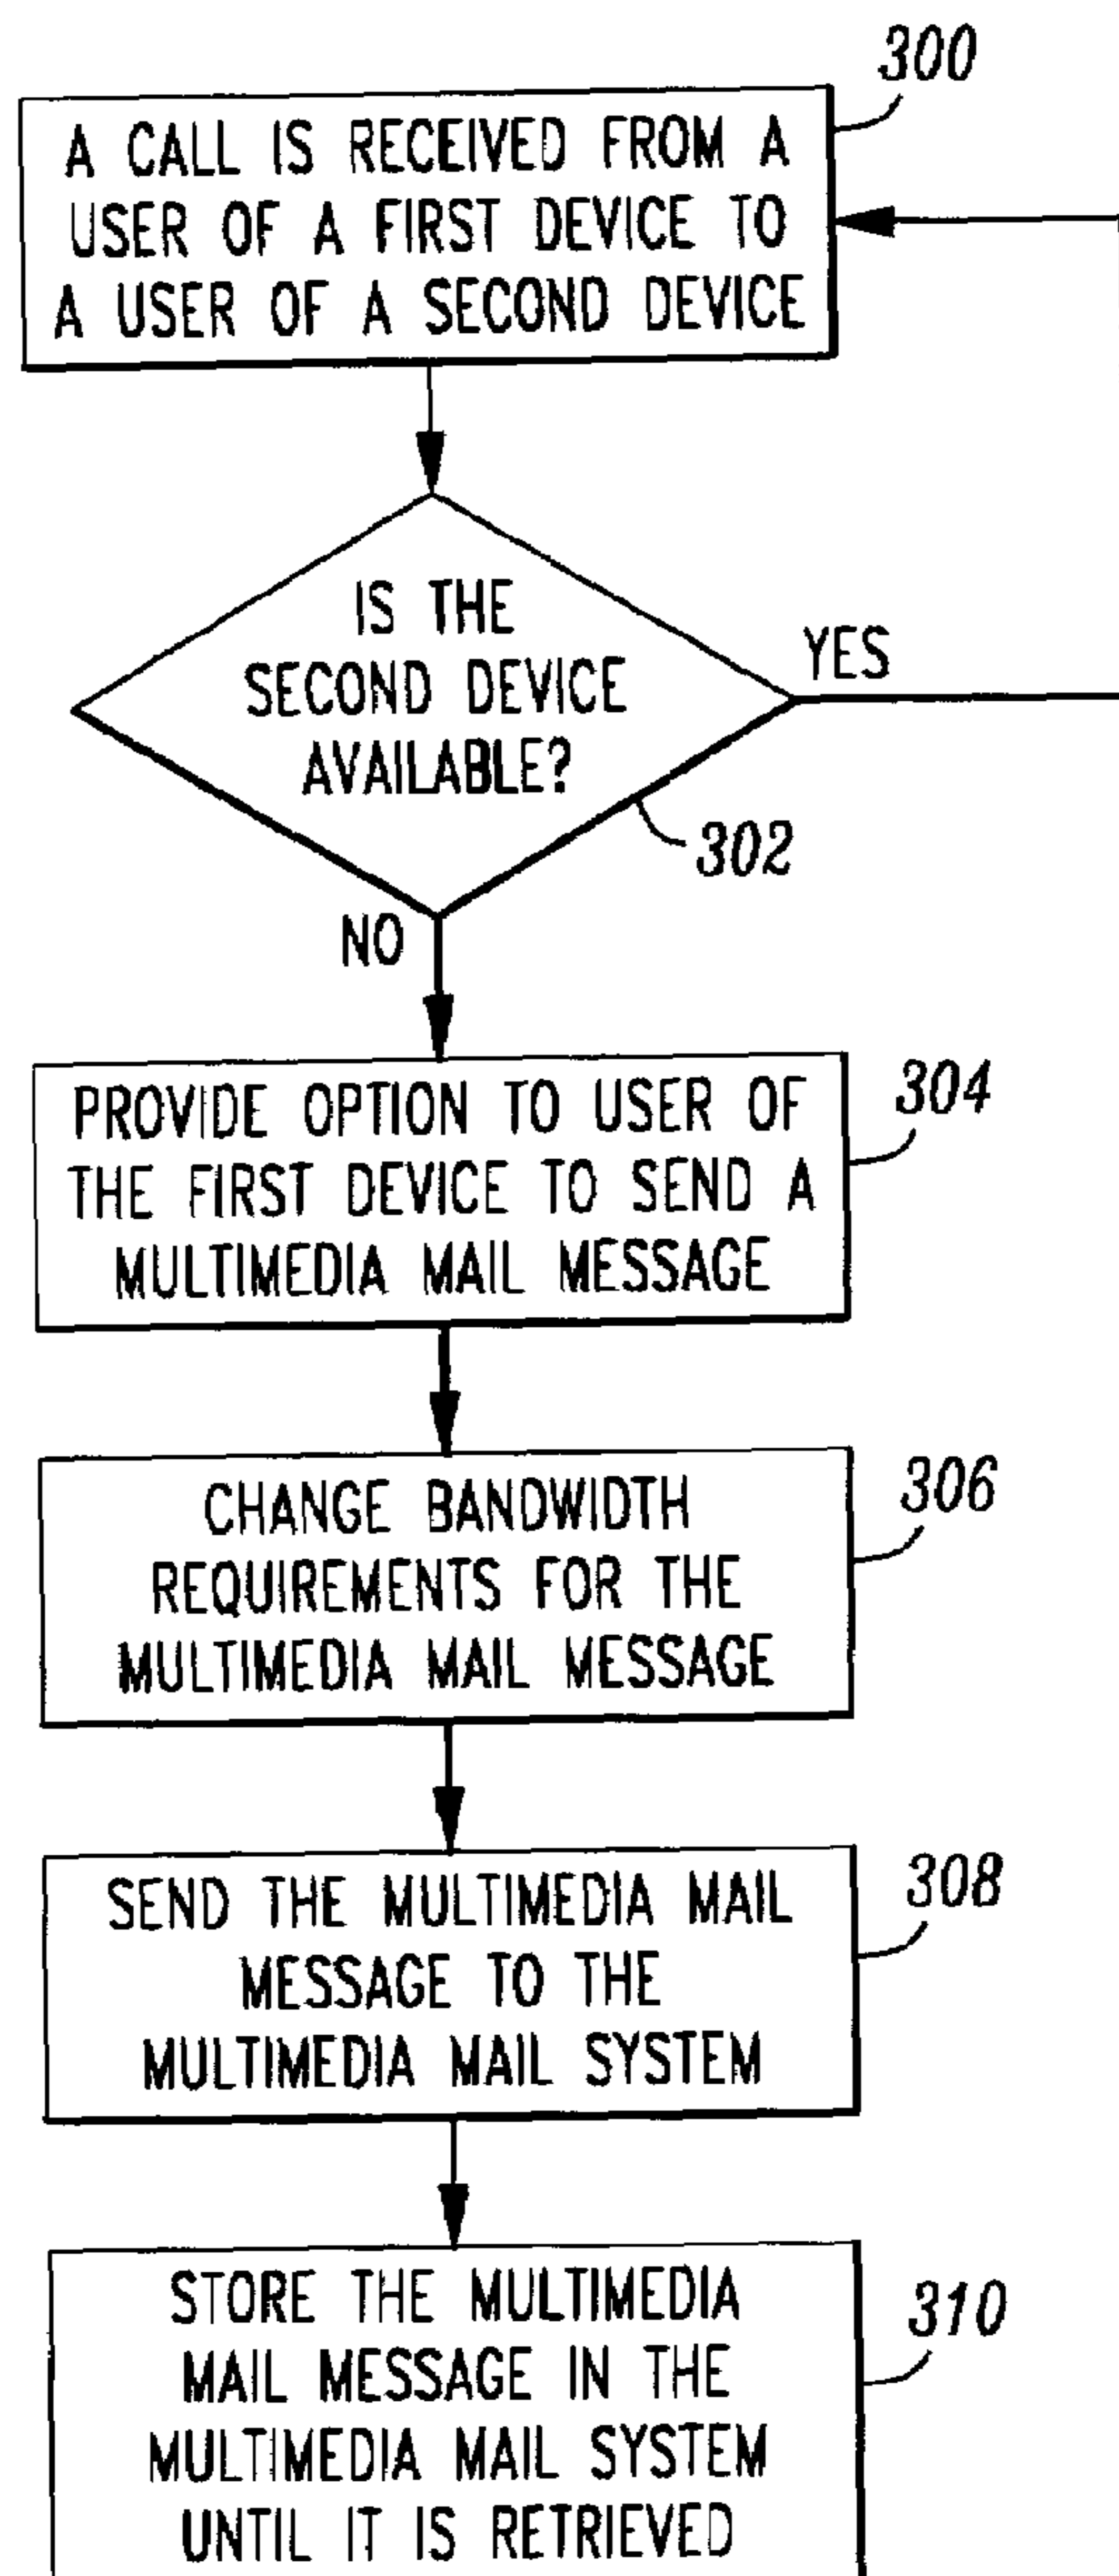 300
A CALL IS RECEIVED FROM A
USER OF A FIRST DEVICE TO
A USER OF A SECOND DEVICE
IS THE
SECOND DEVICE
AVAILABLE?
YES
302
NO
304
PROVIDE OPTION TO USER OF
THE FIRST DEVICE TO SEND A
MULTIMEDIA MAIL MESSAGE
306
CHANGE BANDWIDTH
REQUIREMENTS FOR THE
MULTIMEDIA MAIL MESSAGE
308
SEND THE MULTIMEDIA MAIL
MESSAGE TO THE
MULTIMEDIA MAIL SYSTEM
310
STORE THE MULTIMEDIA
MAIL MESSAGE IN THE
MULTIMEDIA MAIL SYSTEM
UNTIL IT IS RETRIEVED